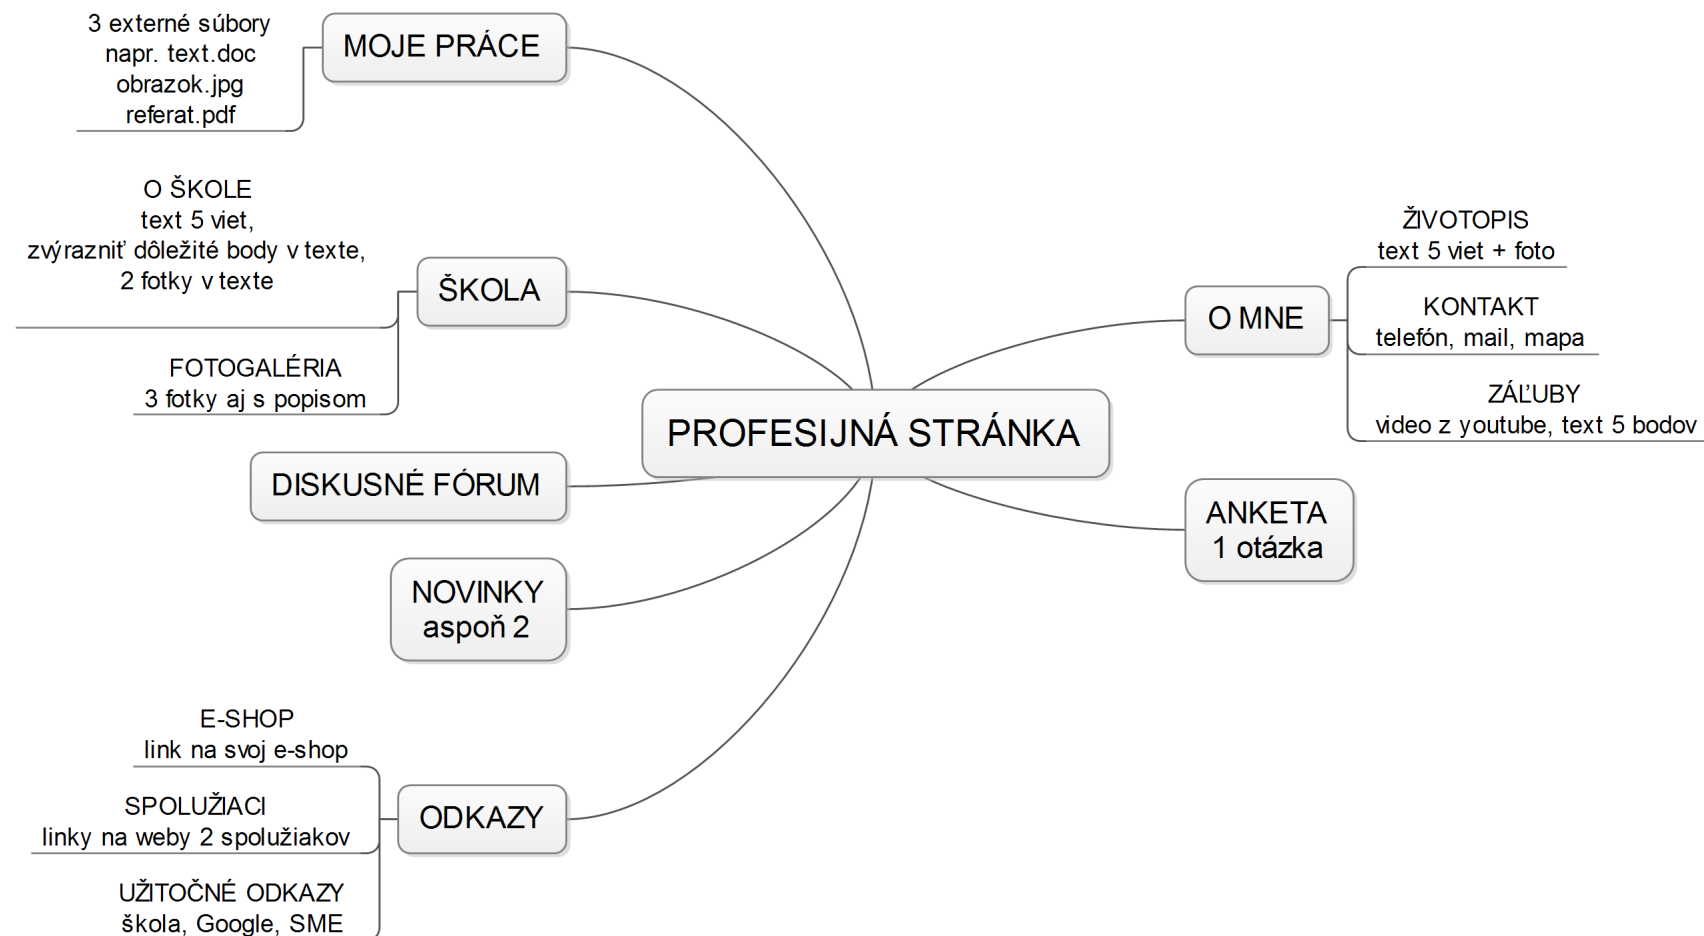 3 externé súbory
napr. text.doc
obrazok.jpg
referat.pdf
MOJE PRÁCE
O ŠKOLE
text 5 viet,
zvýrazniť dôležité body v texte,
2 fotky v texte
ŠKOLA
FOTOGALÉRIA
3 fotky aj s popisom
DISKUSNÉ FÓRUM
NOVINKY
aspoň 2
E-SHOP
link na svoj e-shop
SPOLUŽIACI
linky na weby 2 spolužiakov
UŽITOČNÉ ODKAZY
škola, Google, SME
ODKAZY
PROFESIJNÁ STRÁNKA
O MNE
ŽIVOTOPIS
text 5 viet + foto
KONTAKT
telefón, mail, mapa
ZÁĽUBY
video z youtube, text 5 bodov
ANKETA
1 otázka